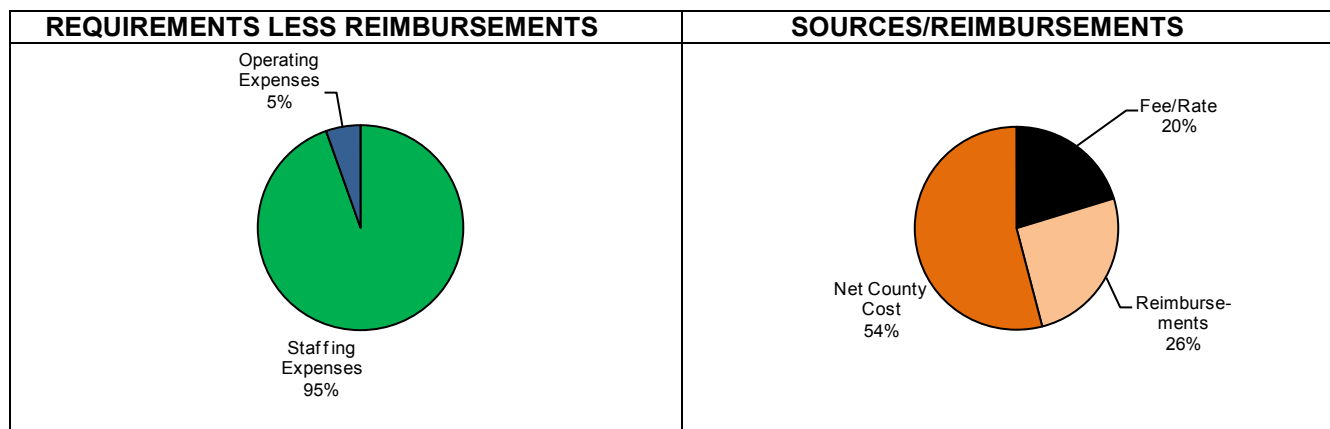 REQUIREMENTS LESS REIMBURSEMENTS
Operating
Expenses
5%
Staffing
Expenses
95%
SOURCES/REIMBURSEMENTS
Fee/Rate
20%
Reimburse-
ments
26%
Net County
Cost
54%